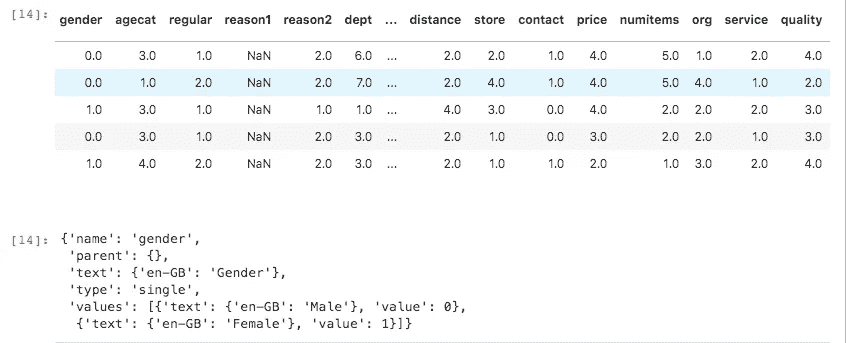 [14]: gender agecat regular reason1 reason2 dept ... distance store contact price numitems org service quality
0.0 3.0 1.0 NaN 2.0 6.0 ... 2.0 2.0 1.0 4.0 5.0 1.0 2.0 4.0
0.0 1.0 2.0 NaN 2.0 7.0 ... 2.0 4.0 1.0 4.0 5.0 4.0 1.0 2.0
1.0 3.0 1.0 NaN 1.0 1.0 ... 4.0 3.0 0.0 4.0 2.0 2.0 2.0 3.0
0.0 3.0 1.0 NaN 2.0 3.0 ... 2.0 1.0 0.0 3.0 2.0 2.0 1.0 3.0
1.0 4.0 2.0 NaN 2.0 3.0 ... 2.0 1.0 1.0 2.0 1.0 3.0 2.0 4.0
[14]: {'name': 'gender',
'parent': {},
'text': {'en-GB': 'Gender'},
'type': 'single',
'values': [{'text': {'en-GB': 'Male'}, 'value': 0},
{'text': {'en-GB': 'Female'}, 'value': 1}]}